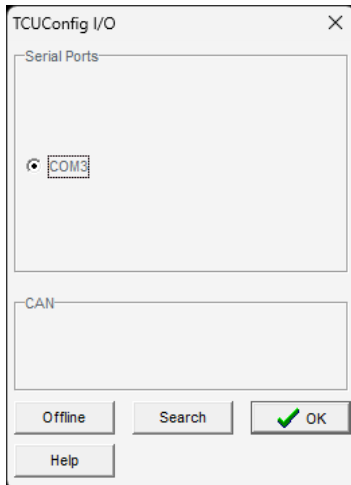 TCUConfig I/O
Serial Ports
COM3
CAN
Offline
Search
OK
Help